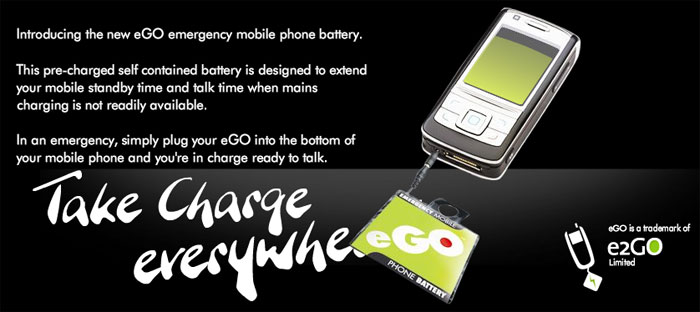 Introducing the new eGO emergency mobile phone battery.
This pre-charged self contained battery is designed to extend
your mobile standby time and talk time when mains
charging is not readily available.
In an emergency, simply plug your eGO into the bottom of
your mobile phone and you're in charge ready to talk.
Take Charge
everywhe
EMERGENCY MOBILE
eGO
PHONE BATTERY
eGO is a trademark of
e2GO
Limited